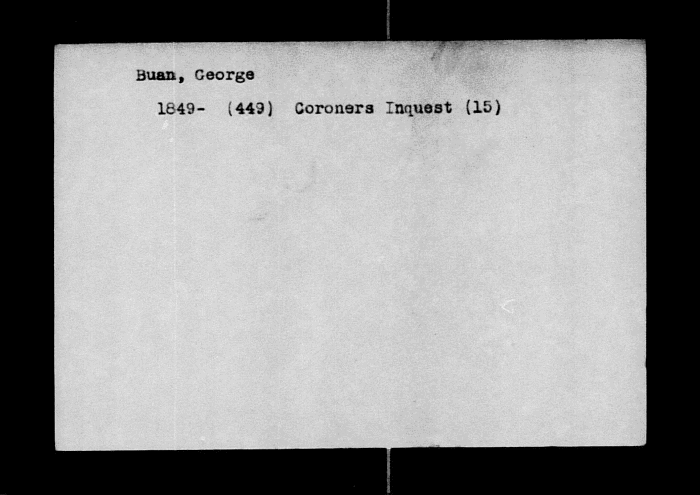 Buan, George
1849- (449) Coroners Inquest (15)